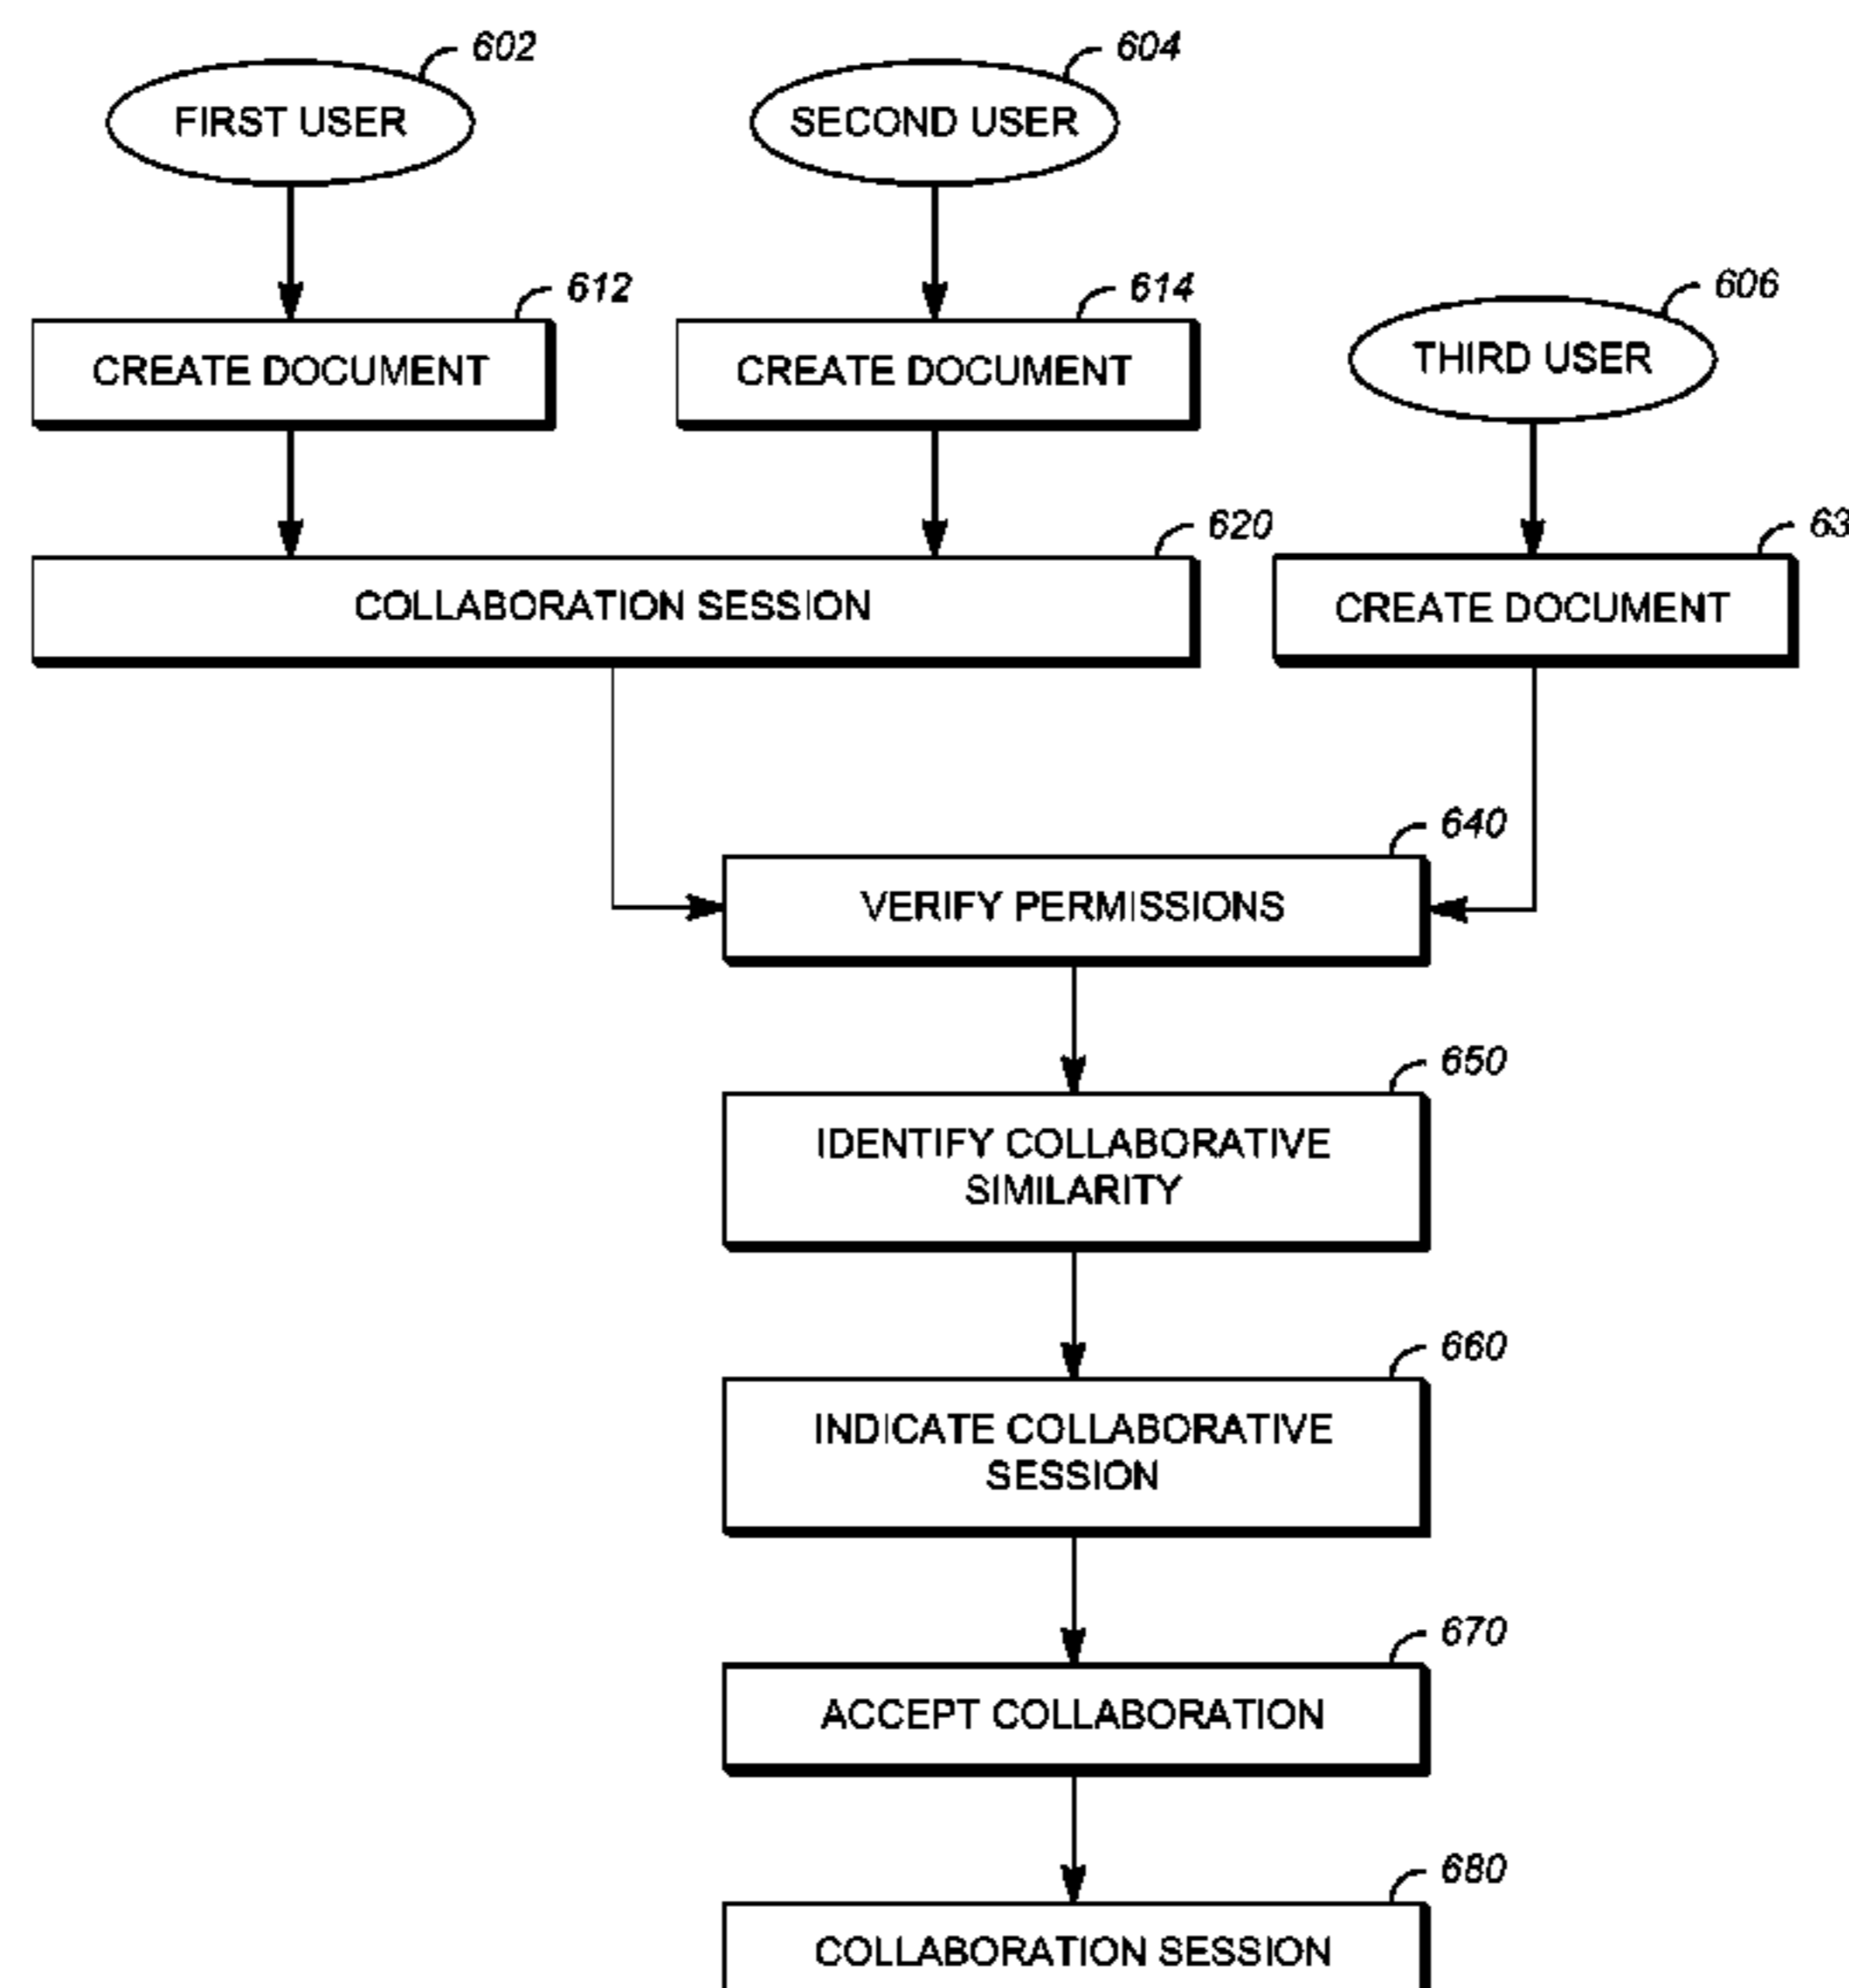 602
604
FIRST USER
SECOND USER
612
614
606
CREATE DOCUMENT
CREATE DOCUMENT
THIRD USER
620
63
COLLABORATION SESSION
CREATE DOCUMENT
640
VERIFY PERMISSIONS
650
IDENTIFY COLLABORATIVE
SIMILARITY
660
INDICATE COLLABORATIVE
SESSION
670
ACCEPT COLLABORATION
680
COLLABORATION SESSION